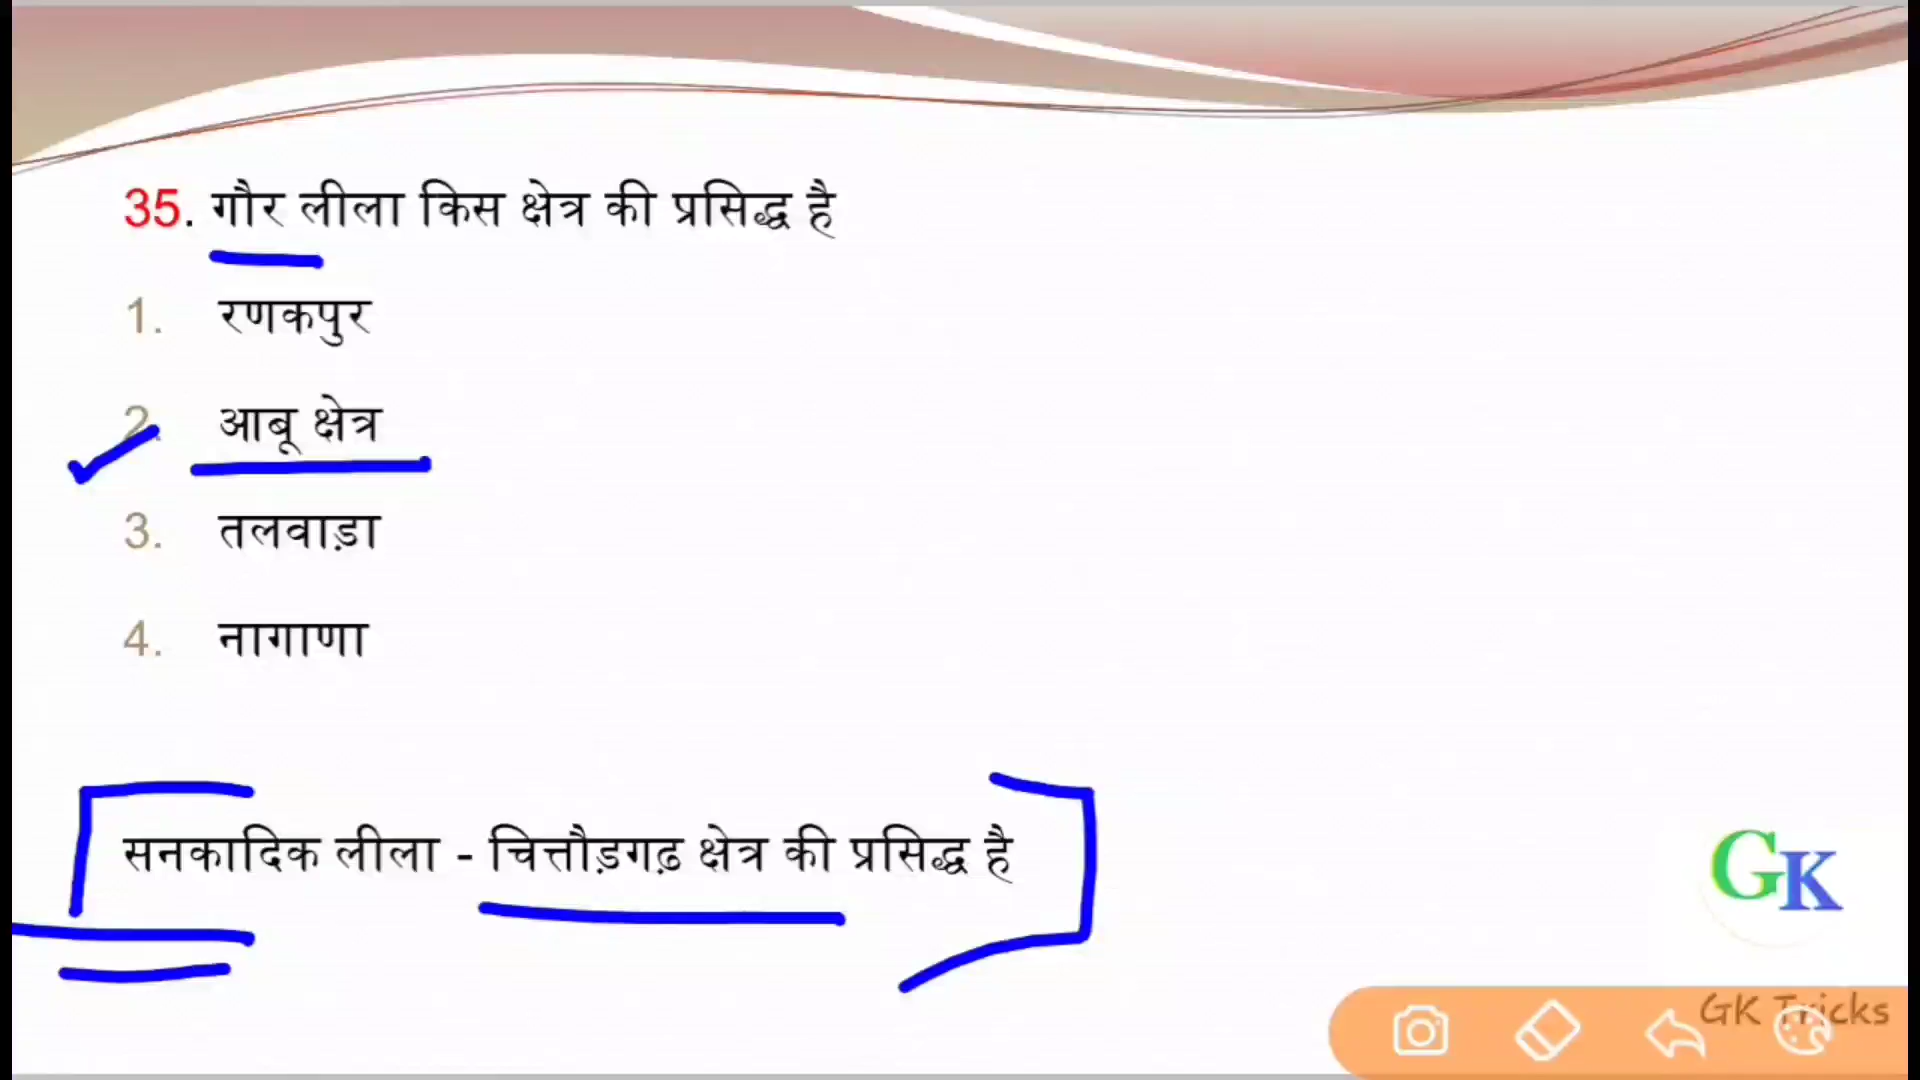 35. गौर लीला किस क्षेत्र की प्रसिद्ध है
1. रणकपुर
2. आबू क्षेत्र
3. तलवाड़ा
4. नागाणा
सनकादिक लीला - चित्तौड़गढ़ क्षेत्र की प्रसिद्ध है
GK
GK Tricks